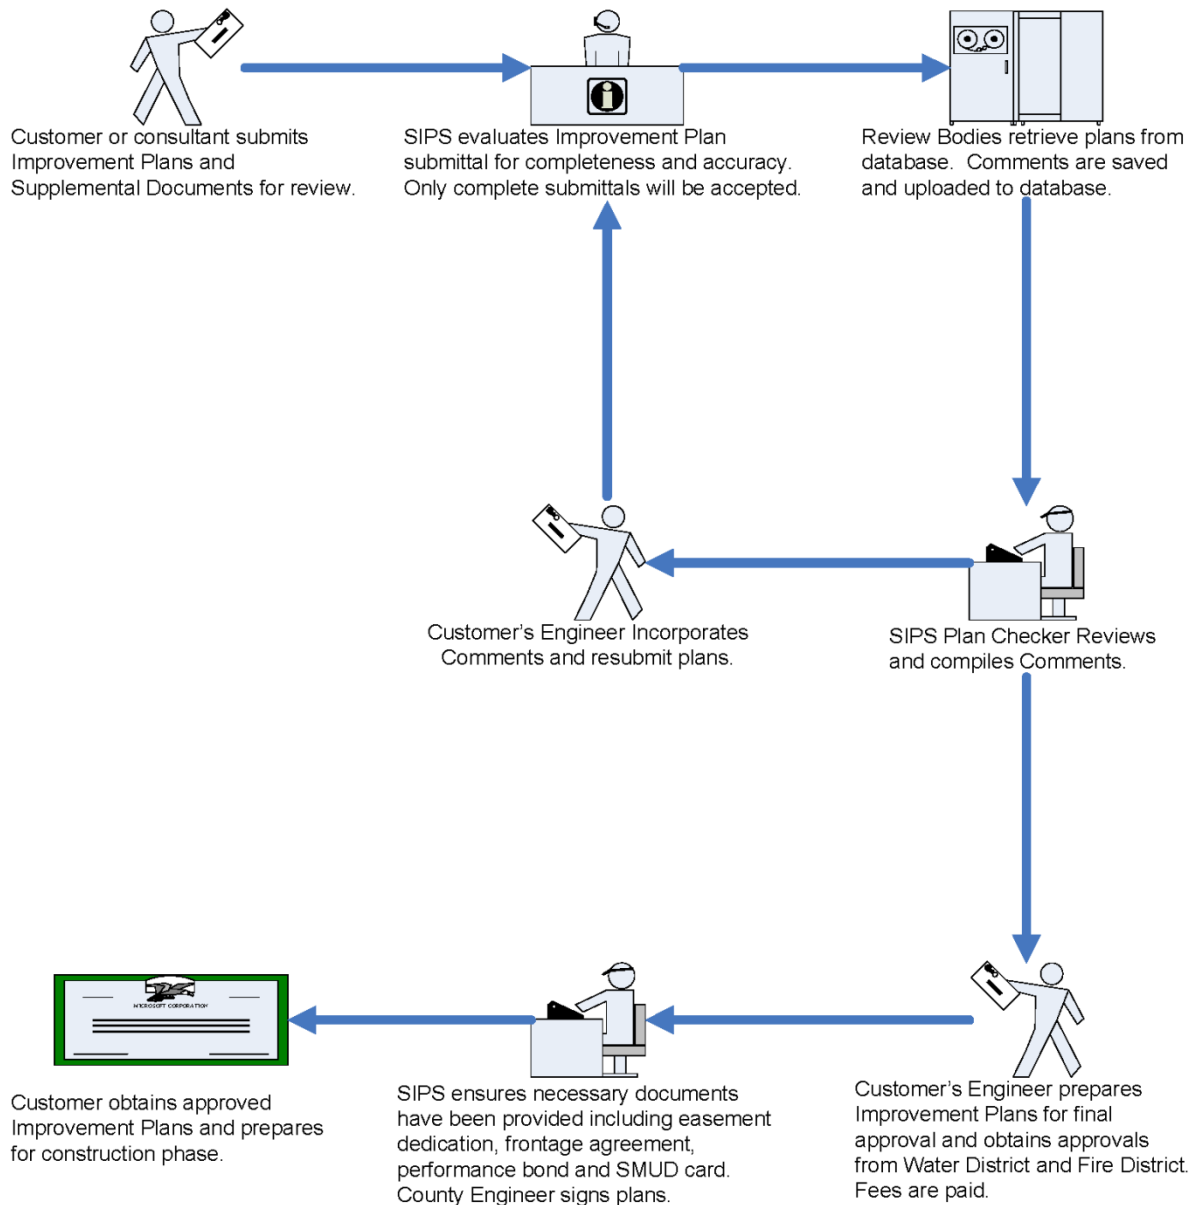 Customer or consultant submits
Improvement Plans and
Supplemental Documents for review.
SIPS evaluates Improvement Plan
submittal for completeness and accuracy.
Only complete submittals will be accepted.
Review Bodies retrieve plans from
database.  Comments are saved
and uploaded to database.
Customer's Engineer Incorporates
Comments and resubmit plans.
SIPS Plan Checker Reviews
and compiles Comments.
MICROSOFT CORPORATION
Customer obtains approved
Improvement Plans and prepares
for construction phase.
SIPS ensures necessary documents
have been provided including easement
dedication, frontage agreement,
performance bond and SMUD card.
County Engineer signs plans.
Customer's Engineer prepares
Improvement Plans for final
approval and obtains approvals
from Water District and Fire District.
Fees are paid.